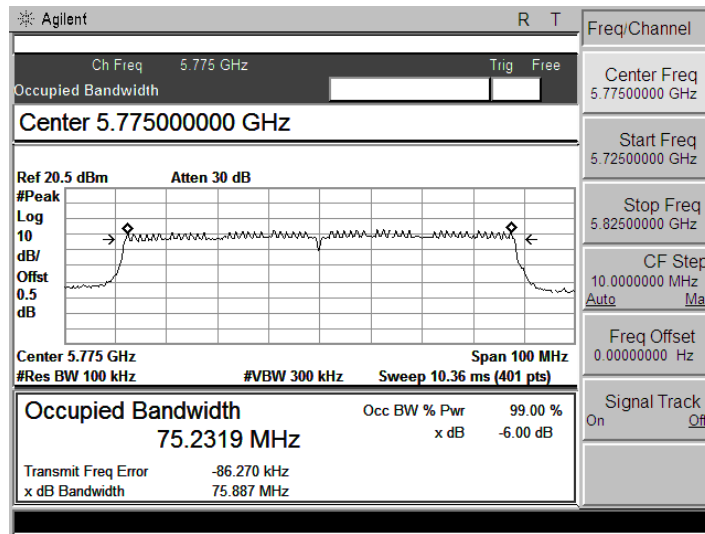 Agilent R T
Ch Freq 5.775 GHz Trig Free
Occupied Bandwidth
Center 5.775000000 GHz
Ref 20.5 dBm Atten 30 dB
#Peak
Log
10
dB/
Offst
0.5
dB
Center 5.775 GHz Span 100 MHz
#Res BW 100 kHz #VBW 300 kHz Sweep 10.36 ms (401 pts)
Occupied Bandwidth Occ BW % Pwr 99.00 %
75.2319 MHz x dB -6.00 dB
Transmit Freq Error -86.270 kHz
x dB Bandwidth 75.887 MHz
Freq/Channel
Center Freq
5.77500000 GHz
Start Freq
5.72500000 GHz
Stop Freq
5.82500000 GHz
CF Step
10.0000000 MHz
Auto Ma
Freq Offset
0.00000000 Hz
Signal Track
On Off